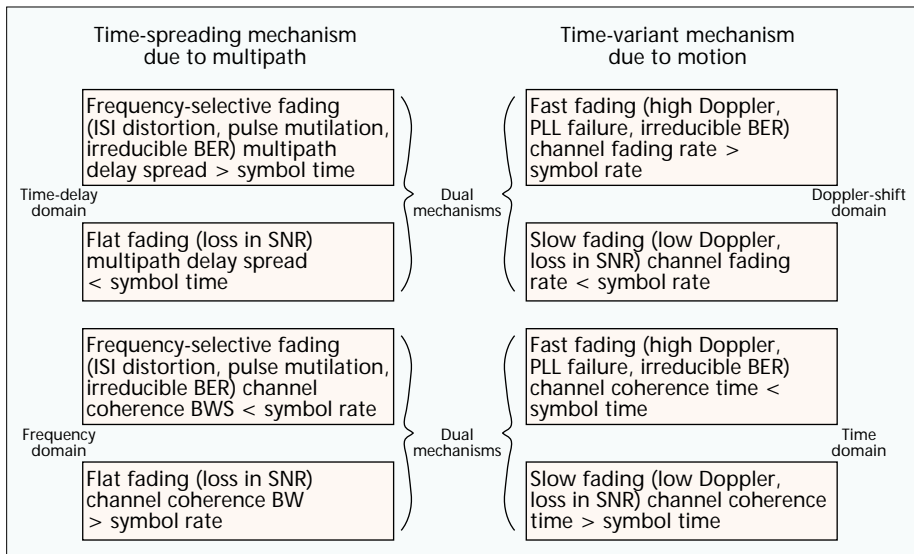 Time-spreading mechanism
due to multipath
Time-variant mechanism
due to motion
Frequency-selective fading
(ISI distortion, pulse mutilation,
irreducible BER) multipath
delay spread > symbol time
Fast fading (high Doppler,
PLL failure, irreducible BER)
channel fading rate >
symbol rate
Time-delay
domain
Dual
mechanisms
Doppler-shift
domain
Flat fading (loss in SNR)
multipath delay spread
< symbol time
Slow fading (low Doppler,
loss in SNR) channel fading
rate < symbol rate
Frequency-selective fading
(ISI distortion, pulse mutilation,
irreducible BER) channel
coherence BWS < symbol rate
Fast fading (high Doppler,
PLL failure, irreducible BER)
channel coherence time <
symbol time
Frequency
domain
Dual
mechanisms
Time
domain
Flat fading (loss in SNR)
channel coherence BW
> symbol rate
Slow fading (low Doppler,
loss in SNR) channel coherence
time > symbol time